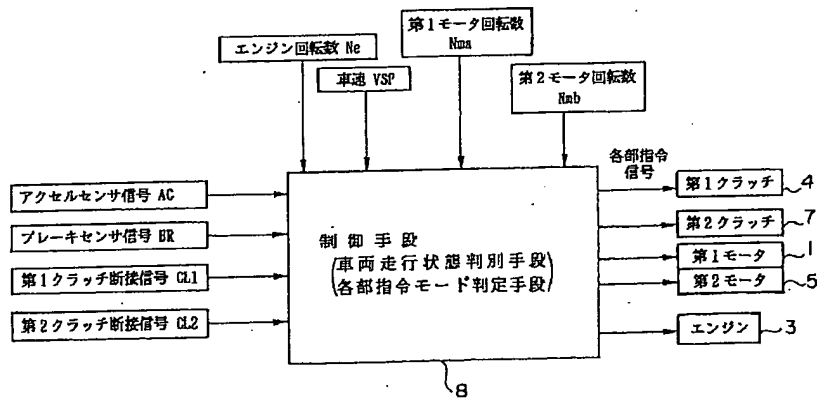 エンジン回転数 Ne
車速 VSP
第1モータ回転数
Nma
第2モータ回転数
Nmb
アクセルセンサ信号 AC
ブレーキセンサ信号 BR
第1クラッチ断接信号 CL1
第2クラッチ断接信号 CL2
制御手段
(車両走行状態判別手段
各部指令モード判定手段)
各部指令
信号
第1クラッチ
4
第2クラッチ
7
第1モータ
1
第2モータ
5
エンジン
3
8